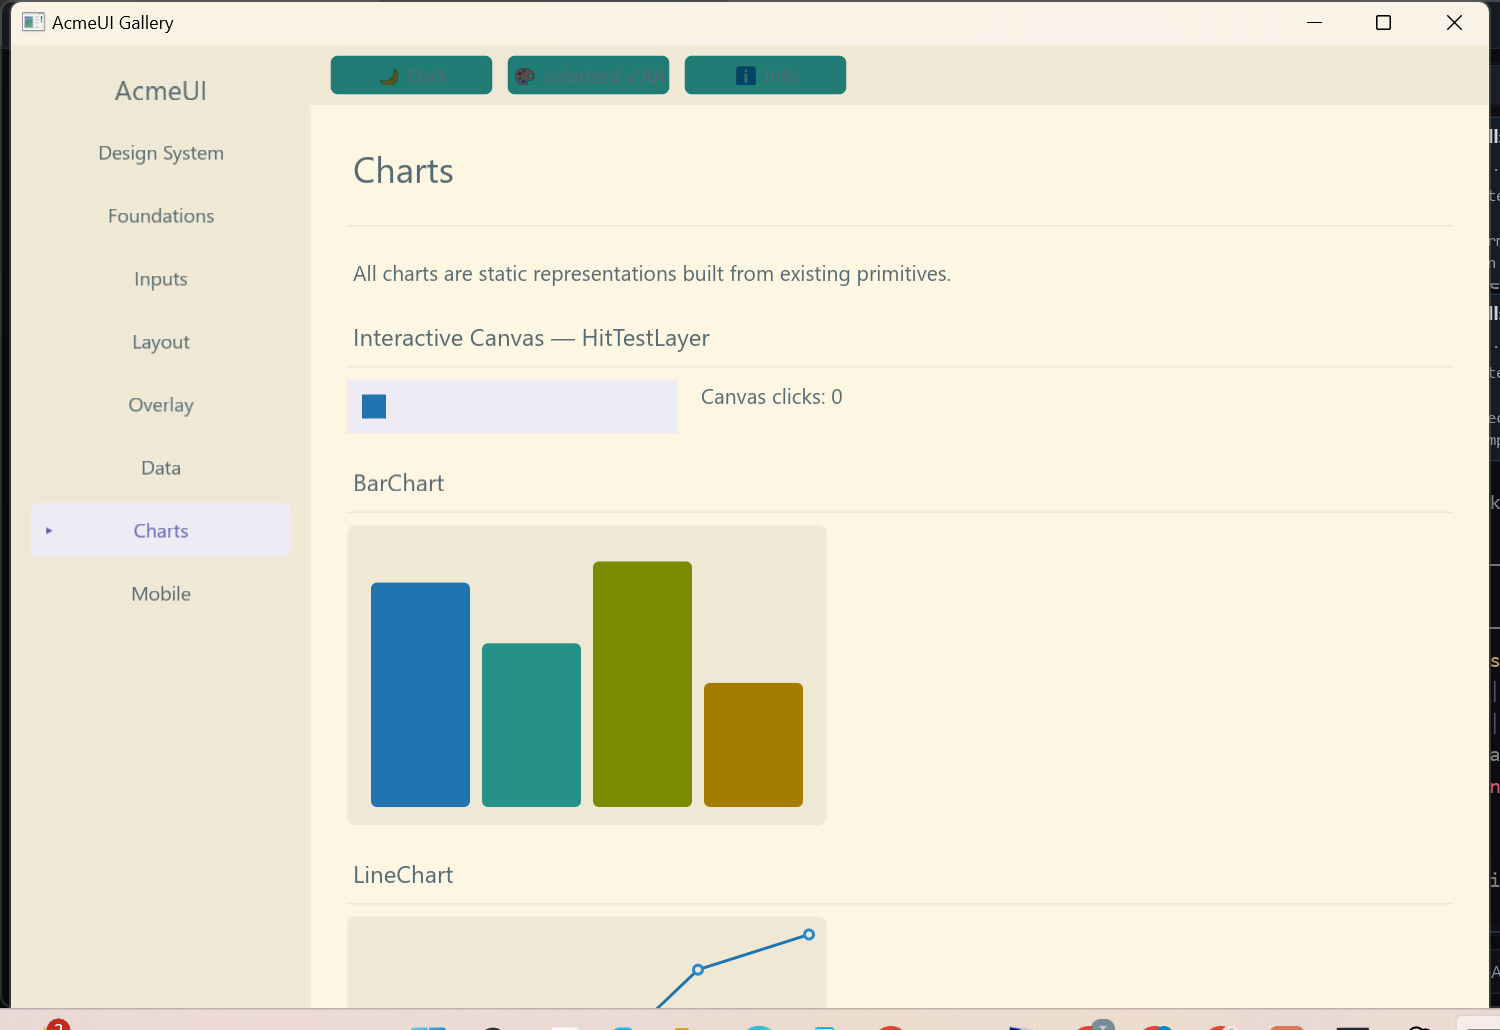 AcmeUI Gallery
AcmeUI
Design System
Foundations
Inputs
Layout
Overlay
Data
Charts
Mobile
🌙 Dark
🎨 solarized ✓AA
ℹ Info
Charts
All charts are static representations built from existing primitives.
Interactive Canvas — HitTestLayer
Canvas clicks: 0
BarChart
LineChart